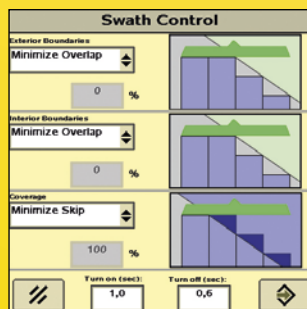 Swath Control
Exterior Boundaries
Minimize Overlap
0 %
Interior Boundaries
Minimize Overlap
0 %
Coverage
Minimize Skip
100 %
Turn on (sec): Turn off (sec):
1,0 0,6